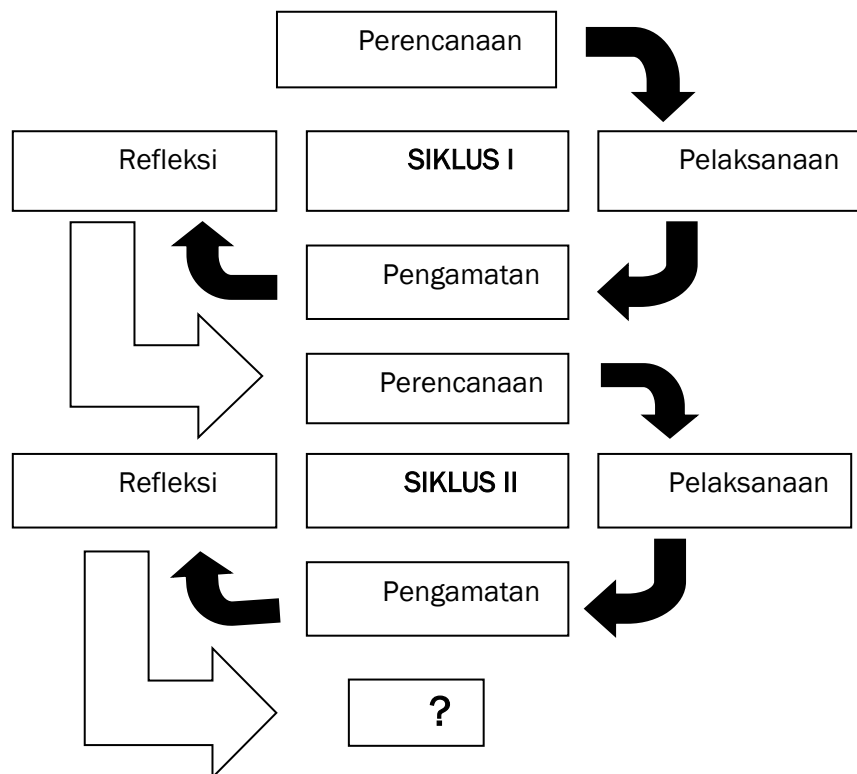 Perencanaan
Refleksi
SIKLUS I
Pelaksanaan
Pengamatan
Perencanaan
Refleksi
SIKLUS II
Pelaksanaan
Pengamatan
?